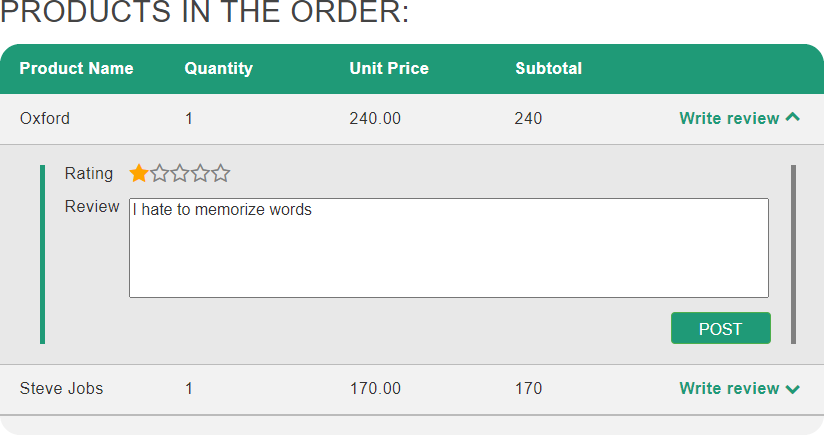 PRODUCTS IN THE ORDER:
Product Name Quantity Unit Price Subtotal
Oxford 1 240.00 240 Write review
Rating
Review I hate to memorize words
POST
Steve Jobs 1 170.00 170 Write review